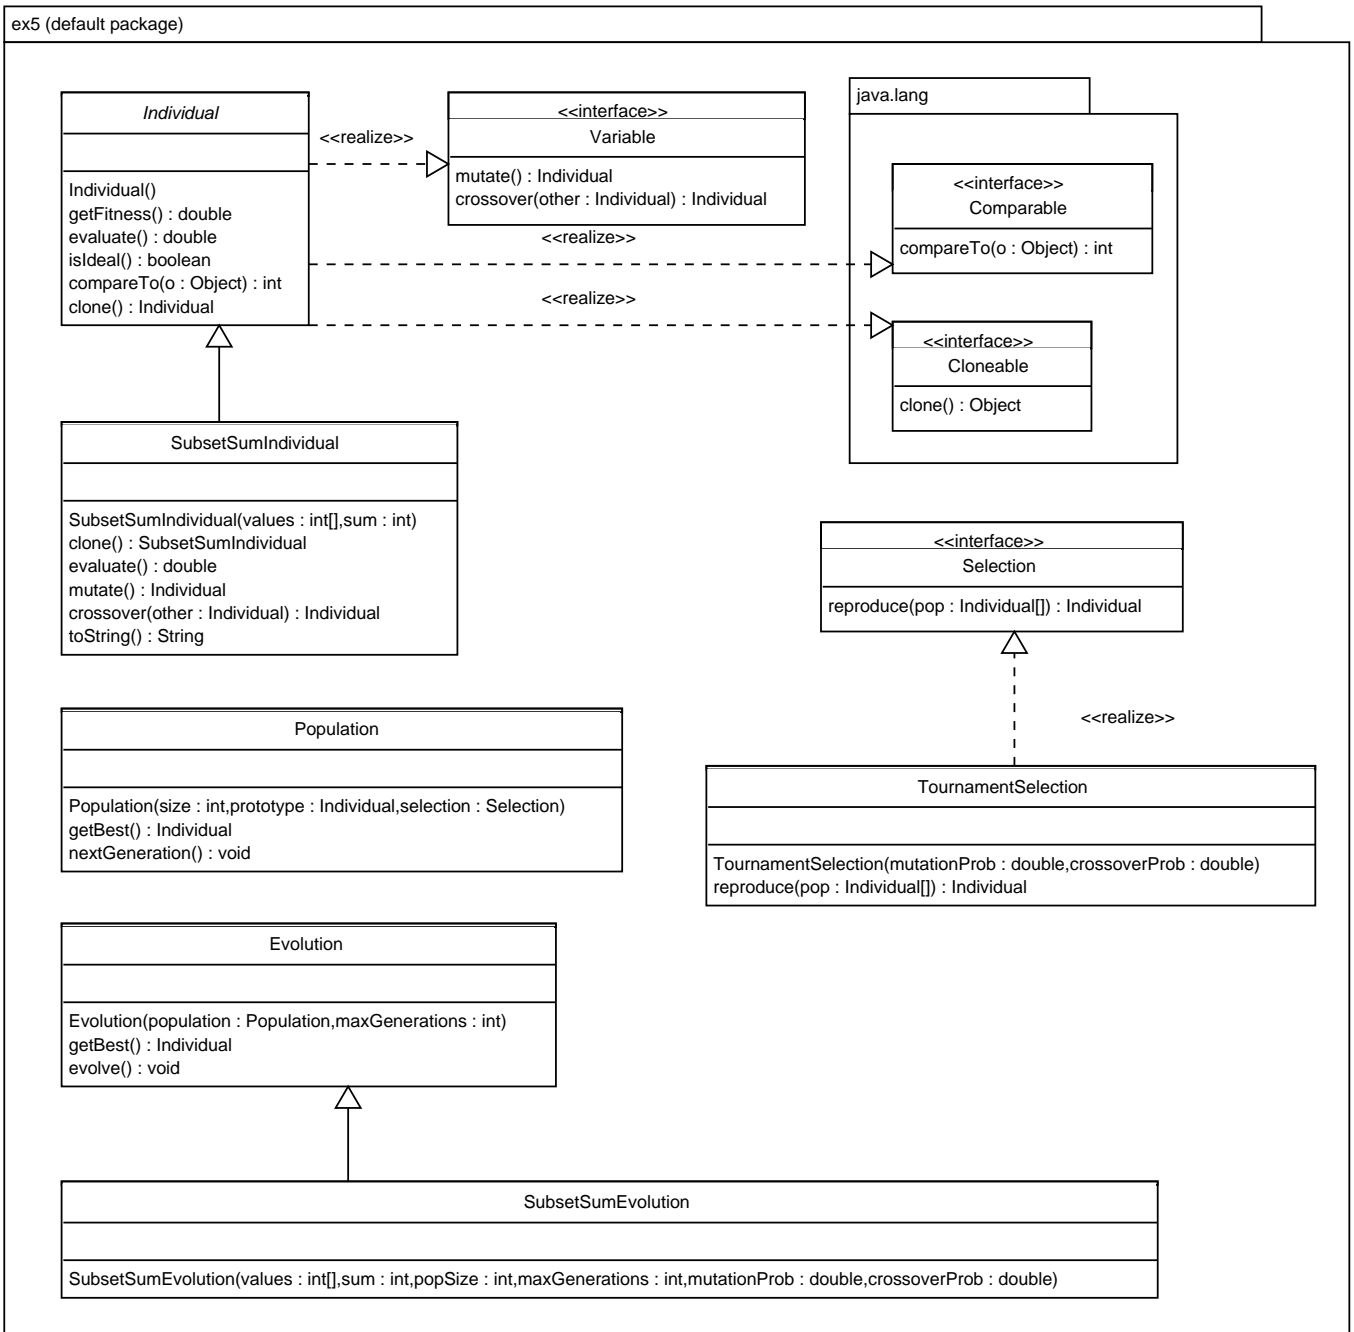 ex5 (default package)
Individual
Individual()
getFitness() : double
evaluate() : double
isIdeal() : boolean
compareTo(o : Object) : int
clone() : Individual
<<realize>>
<<interface>>
Variable
mutate() : Individual
crossover(other : Individual) : Individual
<<realize>>
<<realize>>
java.lang
<<interface>>
Comparable
compareTo(o : Object) : int
<<interface>>
Cloneable
clone() : Object
SubsetSumIndividual
SubsetSumIndividual(values : int[],sum : int)
clone() : SubsetSumIndividual
evaluate() : double
mutate() : Individual
crossover(other : Individual) : Individual
toString() : String
<<interface>>
Selection
reproduce(pop : Individual[]) : Individual
<<realize>>
Population
Population(size : int,prototype : Individual,selection : Selection)
getBest() : Individual
nextGeneration() : void
TournamentSelection
TournamentSelection(mutationProb : double,crossoverProb : double)
reproduce(pop : Individual[]) : Individual
Evolution
Evolution(population : Population,maxGenerations : int)
getBest() : Individual
evolve() : void
SubsetSumEvolution
SubsetSumEvolution(values : int[],sum : int,popSize : int,maxGenerations : int,mutationProb : double,crossoverProb : double)